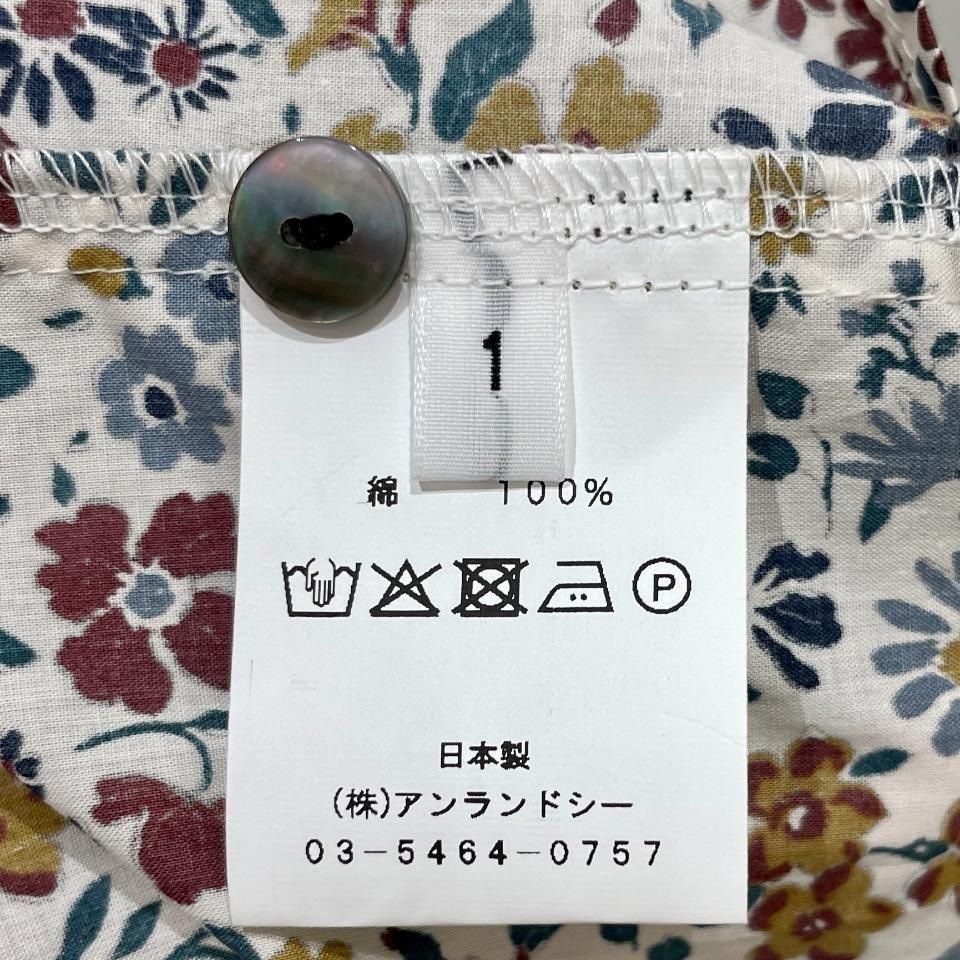 1
綿 100%
P
日本製
(株)アンランドシー
03-5464-0757